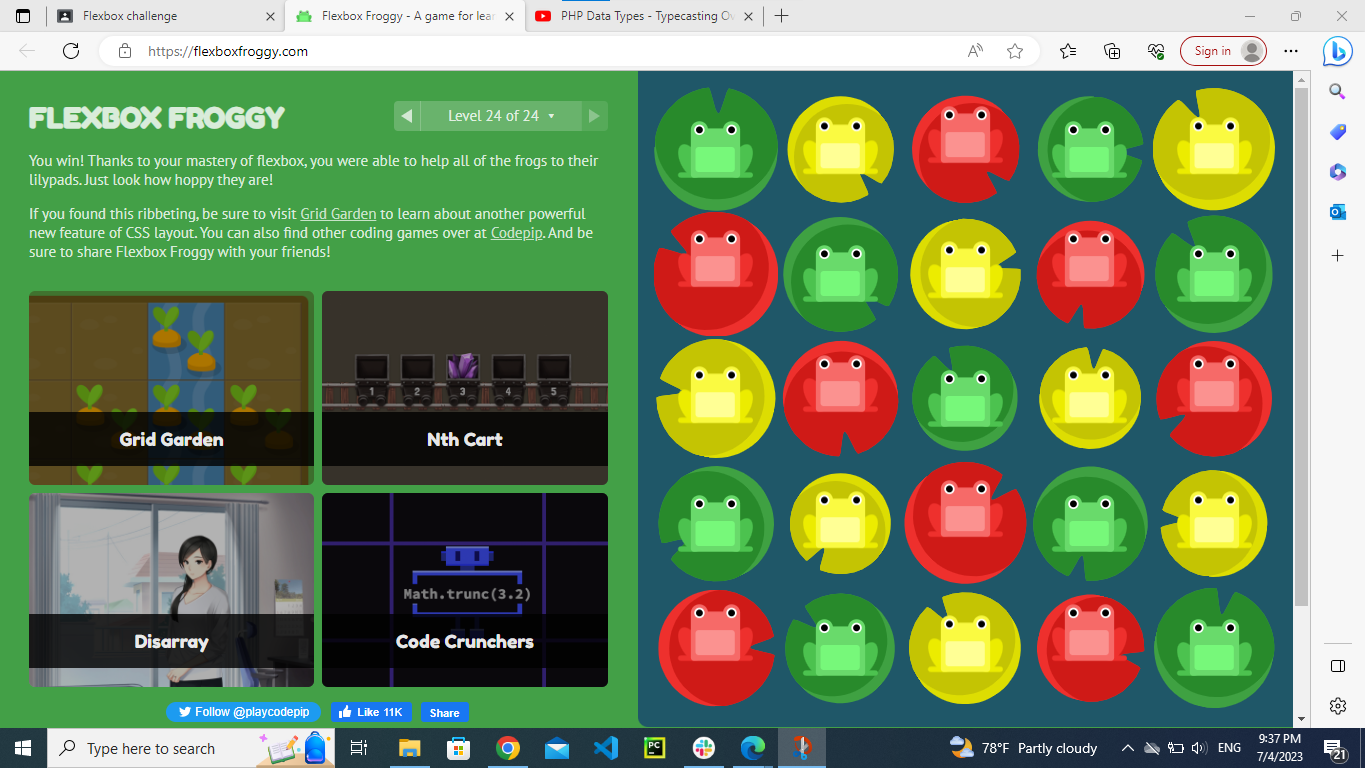 Flexbox challenge
Flexbox Froggy - A game for lear
PHP Data Types - Typecasting Ov
https://flexboxfroggy.com
Sign in
FLEXBOX FROGGY
Level 24 of 24
You win! Thanks to your mastery of flexbox, you were able to help all of the frogs to their
lilypads. Just look how hoppy they are!
If you found this ribbeting, be sure to visit Grid Garden to learn about another powerful
new feature of CSS layout. You can also find other coding games over at Codepip. And be
sure to share Flexbox Froggy with your friends!
1 2 3 4 5
Grid Garden
Nth Cart
Math.trunc(3.2)
Disarray
Code Crunchers
Follow @playcodepip
Like 11K
Share
Type here to search
PC
78°F Partly cloudy
ENG
9:37 PM
7/4/2023
21